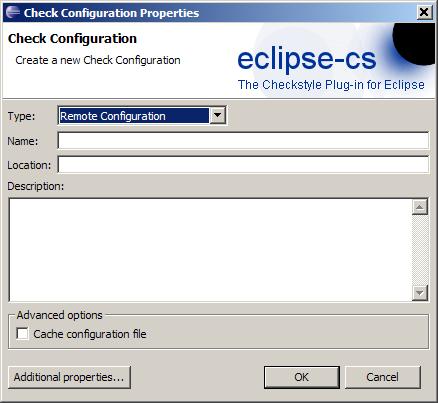 Check Configuration Properties
Check Configuration
Create a new Check Configuration
eclipse-cs
The Checkstyle Plug-in for Eclipse
Type: Remote Configuration
Name:
Location:
Description:
Advanced options
Cache configuration file
Additional properties... OK Cancel